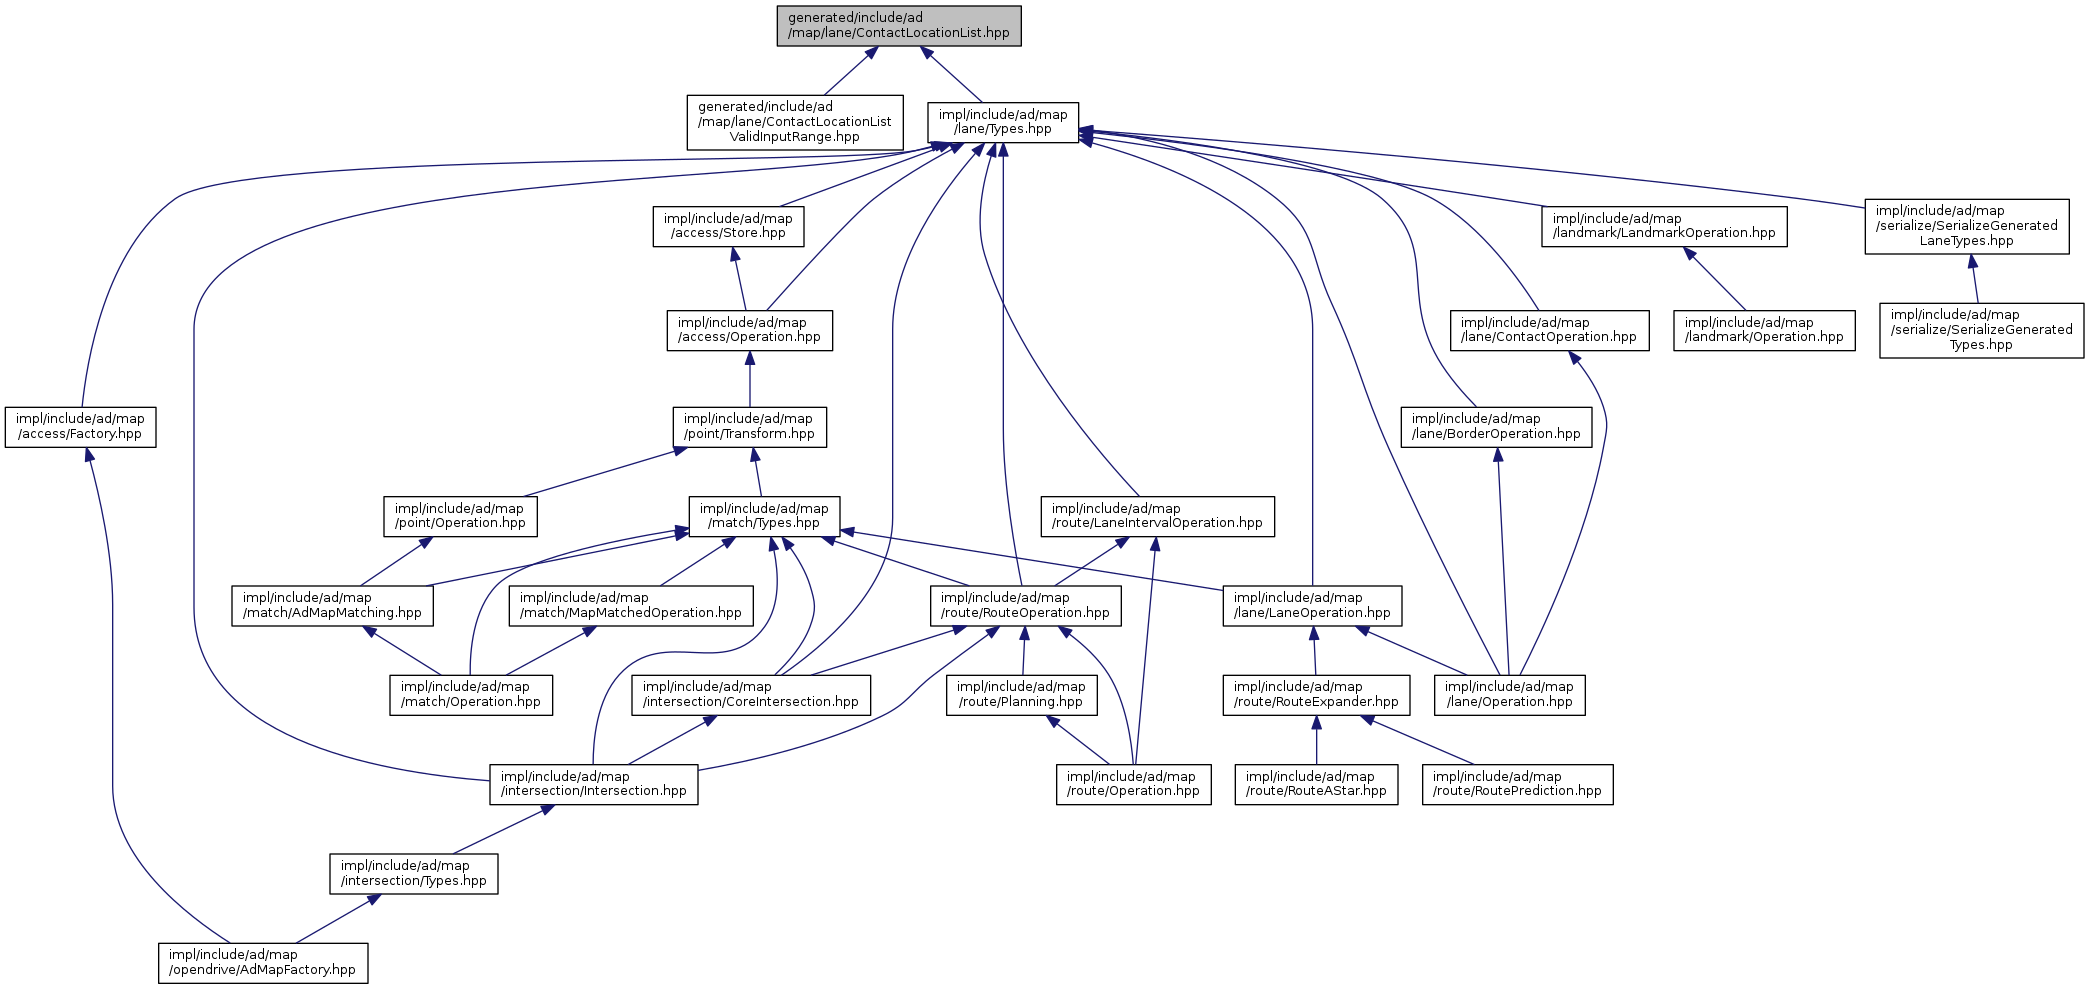 generated/include/ad
/map/lane/ContactLocationList.hpp
generated/include/ad
/map/lane/ContactLocationList
ValidInputRange.hpp
impl/include/ad/map
/lane/Types.hpp
impl/include/ad/map
/access/Store.hpp
impl/include/ad/map
/landmark/LandmarkOperation.hpp
impl/include/ad/map
/serialize/SerializeGenerated
LaneTypes.hpp
impl/include/ad/map
/access/Operation.hpp
impl/include/ad/map
/lane/ContactOperation.hpp
impl/include/ad/map
/landmark/Operation.hpp
impl/include/ad/map
/serialize/SerializeGenerated
Types.hpp
impl/include/ad/map
/access/Factory.hpp
impl/include/ad/map
/point/Transform.hpp
impl/include/ad/map
/lane/BorderOperation.hpp
impl/include/ad/map
/point/Operation.hpp
impl/include/ad/map
/match/Types.hpp
impl/include/ad/map
/route/LaneIntervalOperation.hpp
impl/include/ad/map
/match/AdMapMatching.hpp
impl/include/ad/map
/match/MapMatchedOperation.hpp
impl/include/ad/map
/route/RouteOperation.hpp
impl/include/ad/map
/lane/LaneOperation.hpp
impl/include/ad/map
/match/Operation.hpp
impl/include/ad/map
/intersection/CoreIntersection.hpp
impl/include/ad/map
/route/Planning.hpp
impl/include/ad/map
/route/RouteExpander.hpp
impl/include/ad/map
/lane/Operation.hpp
impl/include/ad/map
/intersection/Intersection.hpp
impl/include/ad/map
/route/Operation.hpp
impl/include/ad/map
/route/RouteAStar.hpp
impl/include/ad/map
/route/RoutePrediction.hpp
impl/include/ad/map
/intersection/Types.hpp
impl/include/ad/map
/opendrive/AdMapFactory.hpp